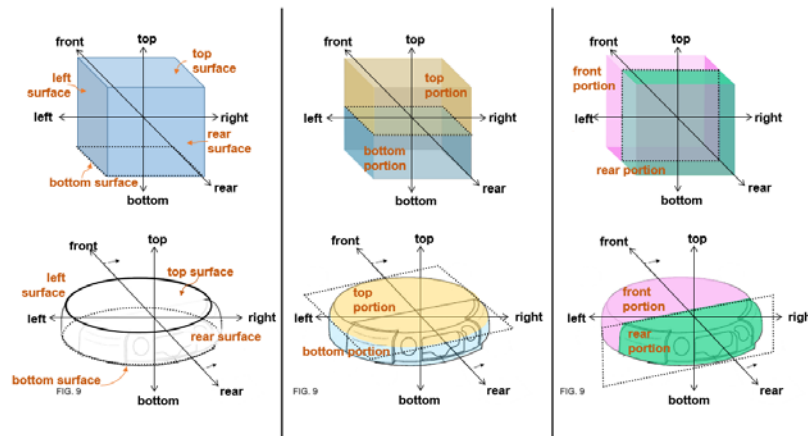 front
top
top
surface
left
surface
left
right
rear
surface
bottom surface
rear
bottom
front
top
top surface
left
surface
left
right
rear surface
bottom surface
rear
FIG. 9
bottom
front
top
top
portion
left
right
bottom
portion
rear
bottom
front
top
top
portion
left
right
bottom portion
rear
FIG. 9
bottom
front
top
front
portion
left
right
rear portion
rear
bottom
front
top
front
portion
left
right
rear
portion
rear
FIG. 9
bottom